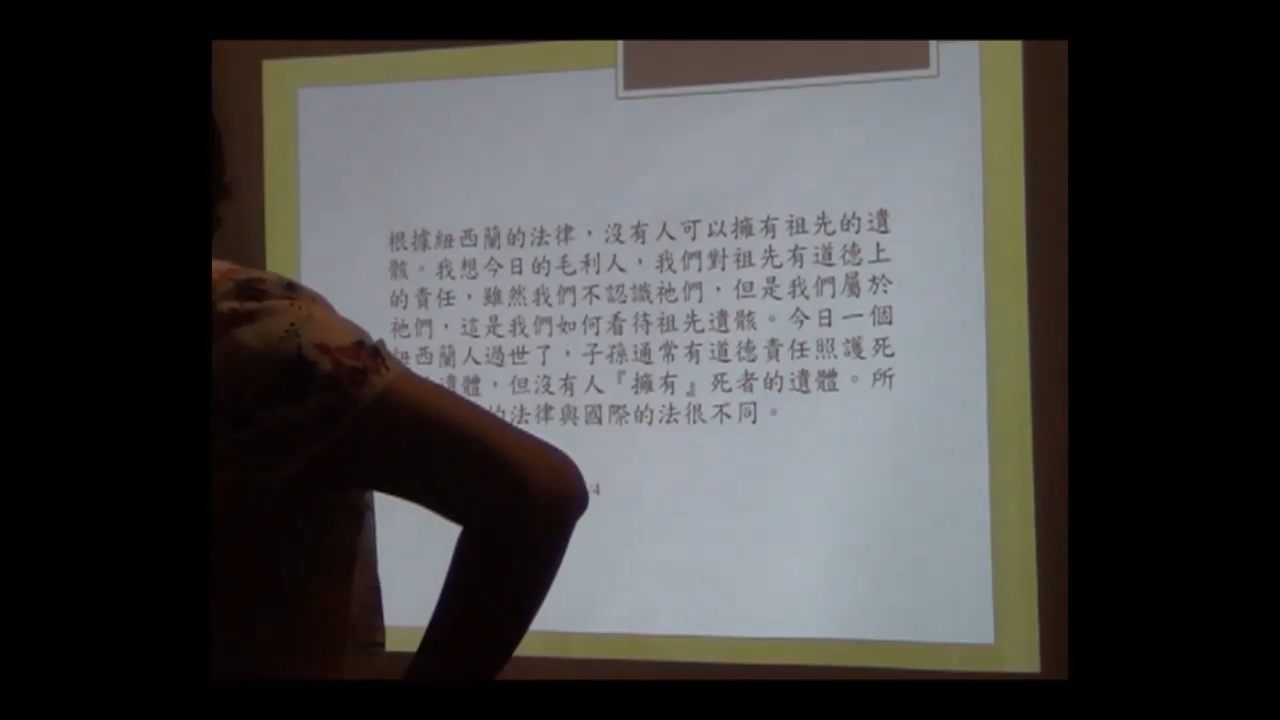 根據紐西蘭的法律，沒有人可以擁有祖先的遺
骸。我想今日的毛利人，我們對祖先有道德上
的責任，雖然我們不認識祂們，但是我們屬於
祂們，這是我們如何看待祖先遺骸。今日一個
紐西蘭人過世了，子孫通常有道德責任照護死
遺體，但沒有人『擁有』死者的遺體。所
的法律與國際的法很不同。
/4